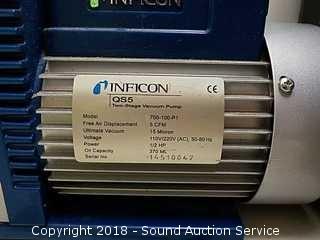 INFICON
INFICON
CE
QS5
Two-Stage Vacuum Pump
Model 700-100-P1
Free Air Displacement 5 CFM
Ultimate Vacuum 15 Micron
Voltage 110V/220V (AC), 50-60 Hz
Power 1/2 HP
Oil Capacity 370 ML
Serial No 14510042
Copyright 2018 - Sound Auction Service